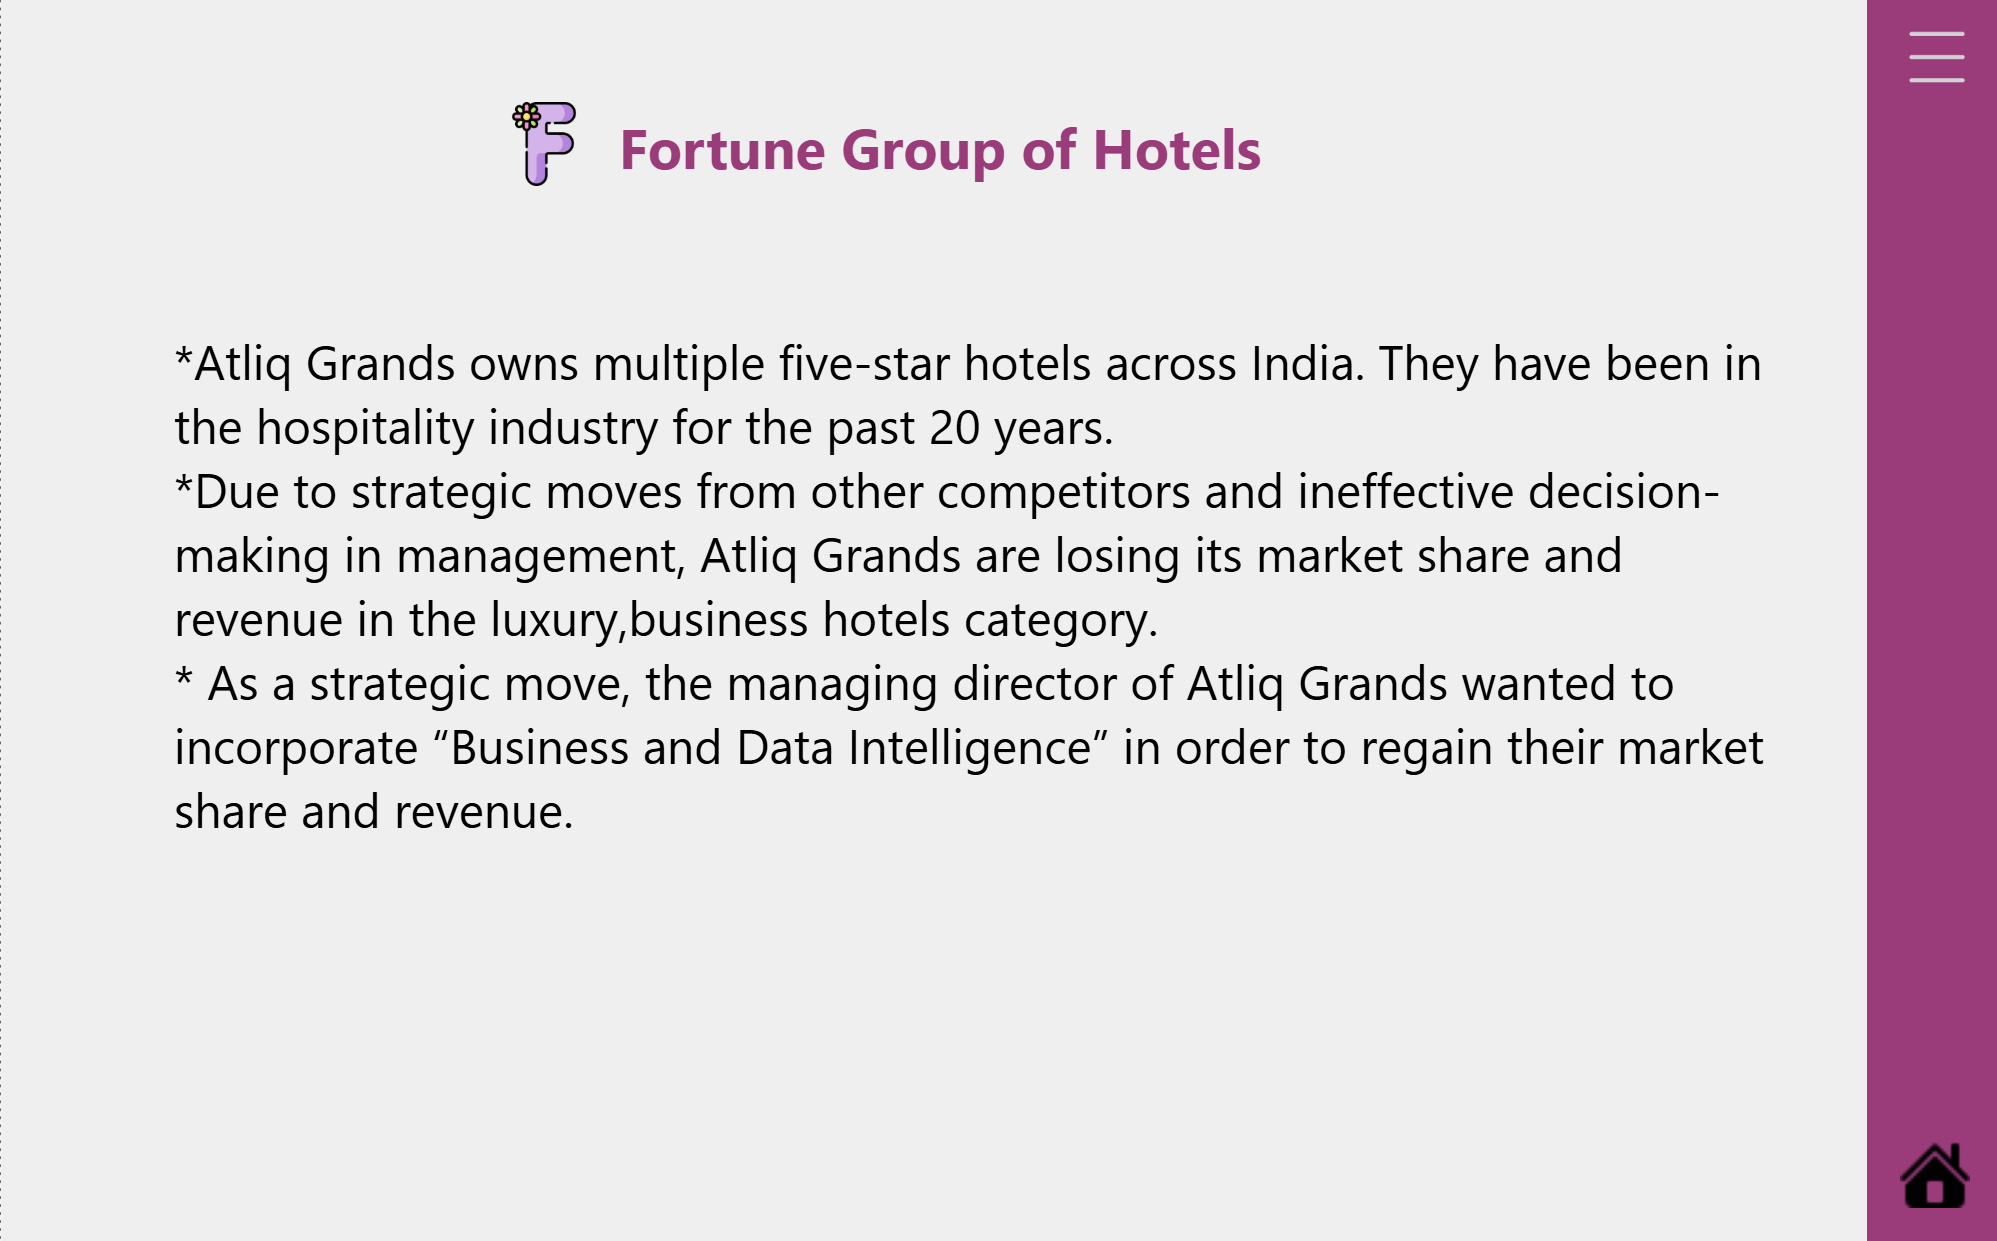 F
Fortune Group of Hotels
*Atliq Grands owns multiple five-star hotels across India. They have been in
the hospitality industry for the past 20 years.
*Due to strategic moves from other competitors and ineffective decision-
making in management, Atliq Grands are losing its market share and
revenue in the luxury,business hotels category.
* As a strategic move, the managing director of Atliq Grands wanted to
incorporate “Business and Data Intelligence” in order to regain their market
share and revenue.